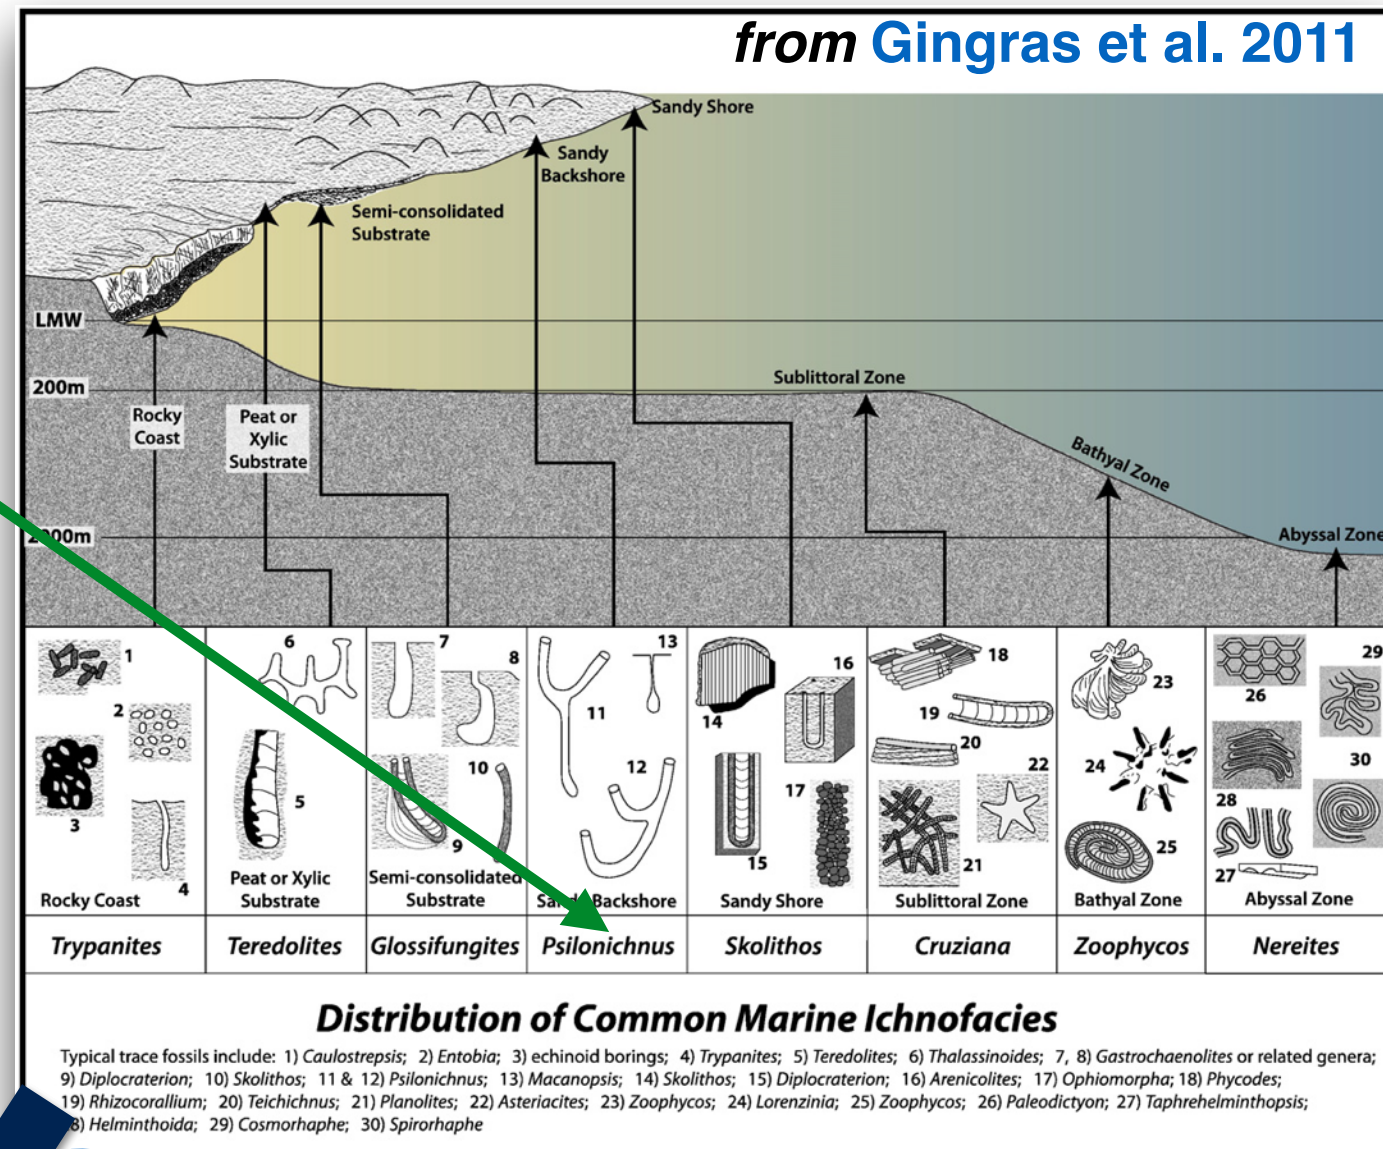 from Gingras et al. 2011
Sandy Shore
Sandy
Backshore
Semi-consolidated
Substrate
LMW
200m
Sublittoral Zone
Rocky
Coast
Peat or
Xylic
Substrate
Bathyal Zone
2000m
Abyssal Zone
1
2
3
4
Rocky Coast
6
5
Peat or Xylic
Substrate
7
8
10
9
Semi-consolidated
Substrate
13
11
12
Sandy Backshore
16
14
17
15
Sandy Shore
18
19
20
22
21
Sublittoral Zone
23
24
25
Bathyal Zone
29
26
30
28
27
Abyssal Zone
Trypanites Teredolites Glossifungites Psilonichnus Skolithos Cruziana Zoophycos Nereites
Distribution of Common Marine Ichnofacies
Typical trace fossils include: 1) Caulostrepsis; 2) Entobia; 3) echinoid borings; 4) Trypanites; 5) Teredolites; 6) Thalassinoides; 7, 8) Gastrochaenolites or related genera;
9) Diplocraterion; 10) Skolithos; 11 & 12) Psilonichnus; 13) Macanopsis; 14) Skolithos; 15) Diplocraterion; 16) Arenicolites; 17) Ophiomorpha; 18) Phycodes;
19) Rhizocorallium; 20) Teichichnus; 21) Planolites; 22) Asteriacites; 23) Zoophycos; 24) Lorenzinia; 25) Zoophycos; 26) Paleodictyon; 27) Taphrehelminthopsis;
8) Helminthoida; 29) Cosmorhaphe; 30) Spirorhaphe